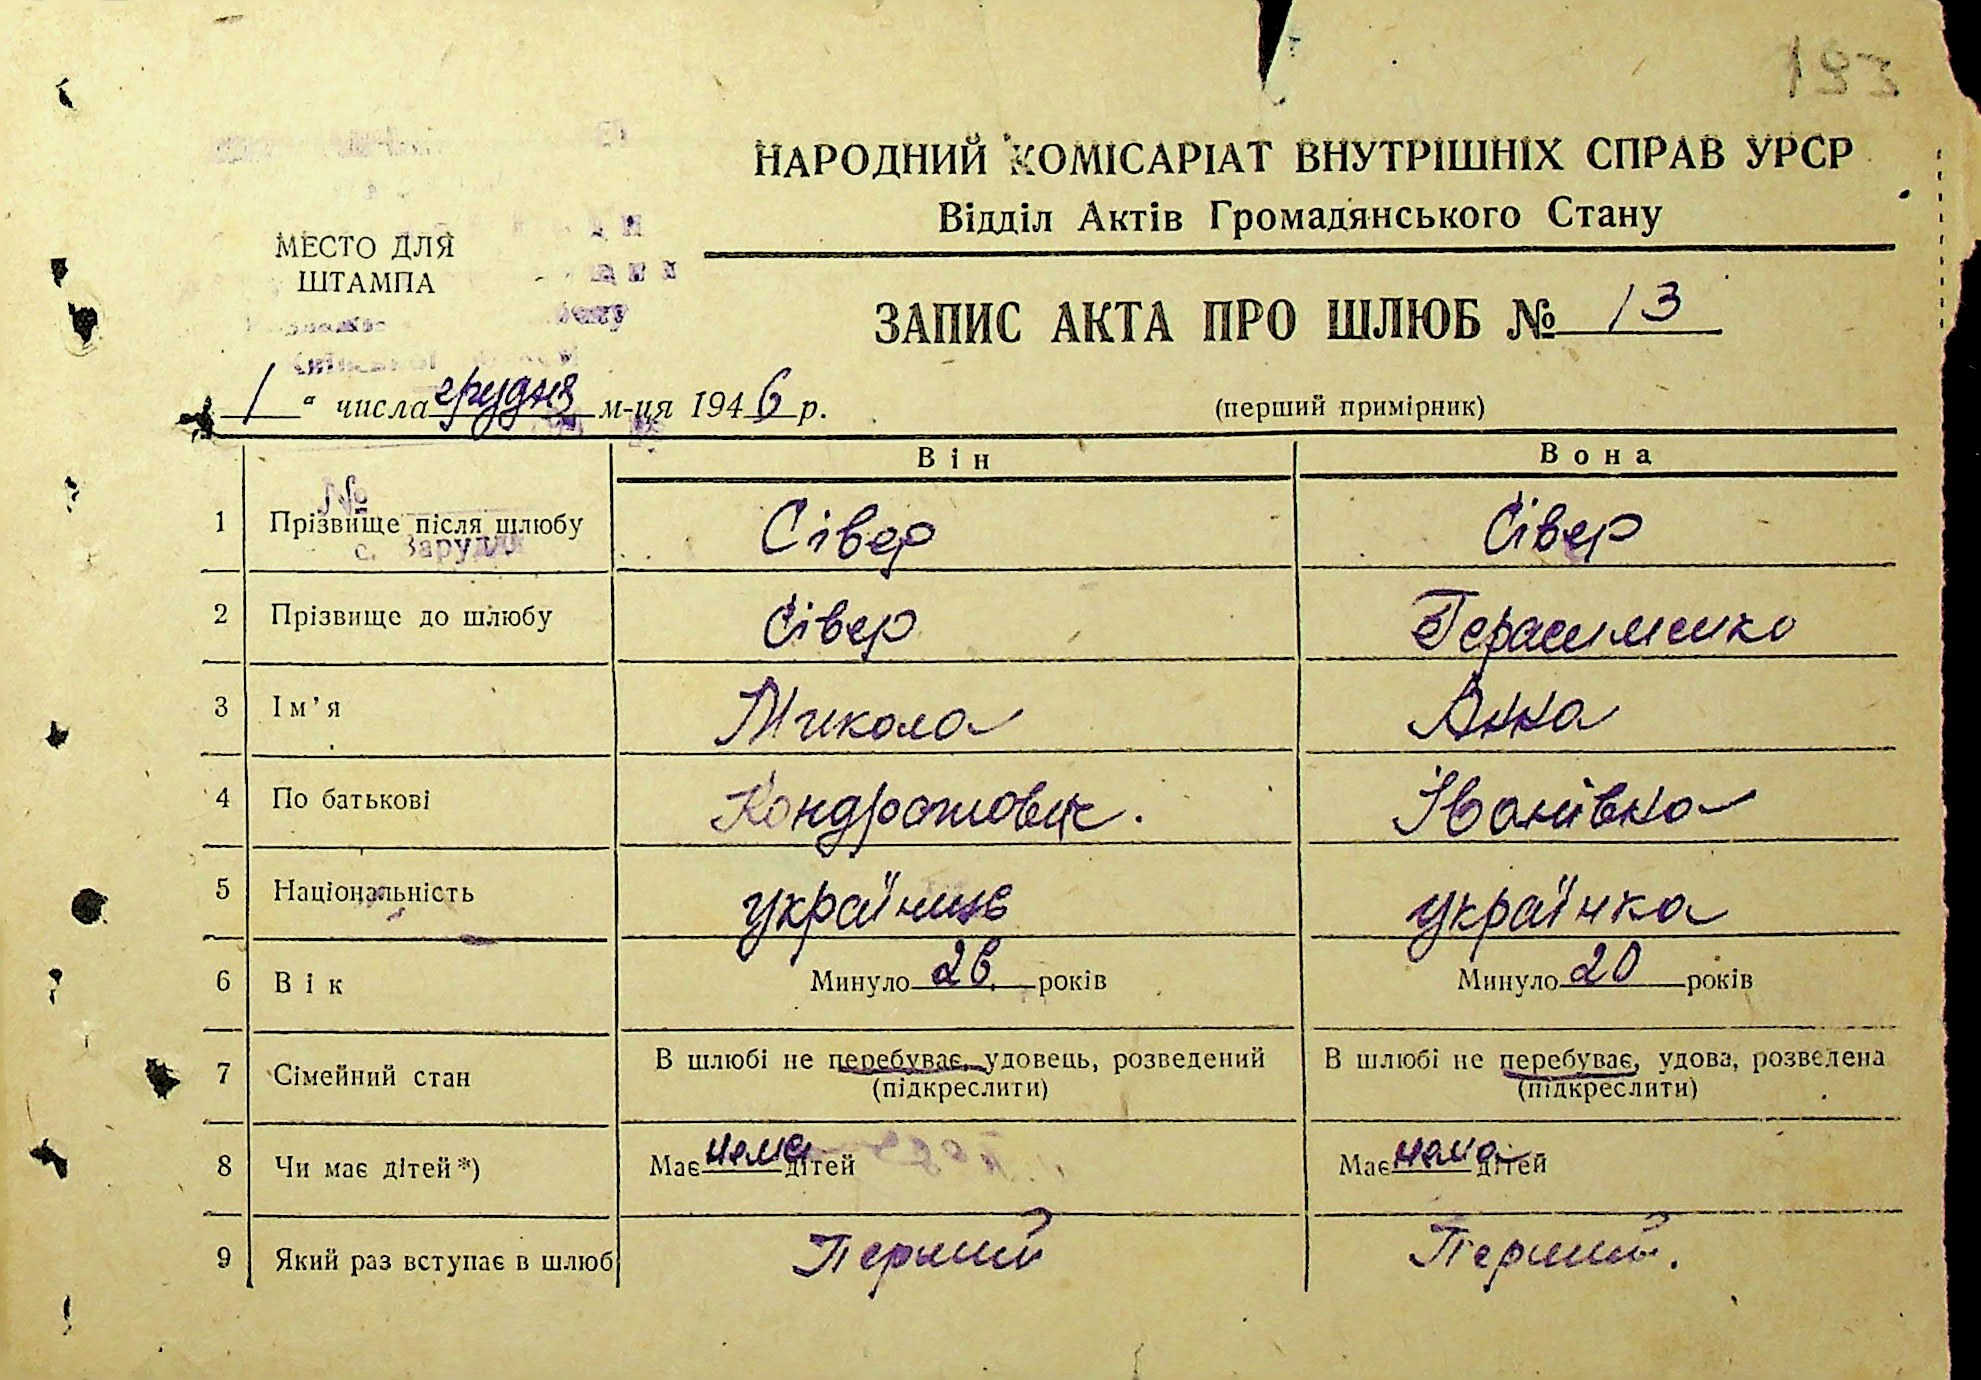 193
НАРОДНИЙ КОМІСАРІАТ ВНУТРІШНІХ СПРАВ УРСР
Відділ Актів Громадянського Стану
МЕСТО ДЛЯ
ШТАМПА
ЗАПИС АКТА ПРО ШЛЮБ № 13
1 " числа грудня м-ця 1946 р.
(перший примірник)
Він Вона
№
1 Прізвище після шлюбу Сівер Сівер
с. Зарудля
2 Прізвище до шлюбу Сівер Герасименко
3 Ім'я Микола Анна
4 По батькові Кондратович. Іванівна
5 Національність українець українка
6 Вік Минуло 26 років Минуло 20 років
7 Сімейний стан В шлюбі не перебуває, удовець, розведений В шлюбі не перебуває, удова, розведена
(підкреслити) (підкреслити)
8 Чи має дітей*) Має нема дітей Має нема дітей
9 Який раз вступає в шлюб Перший Перший.